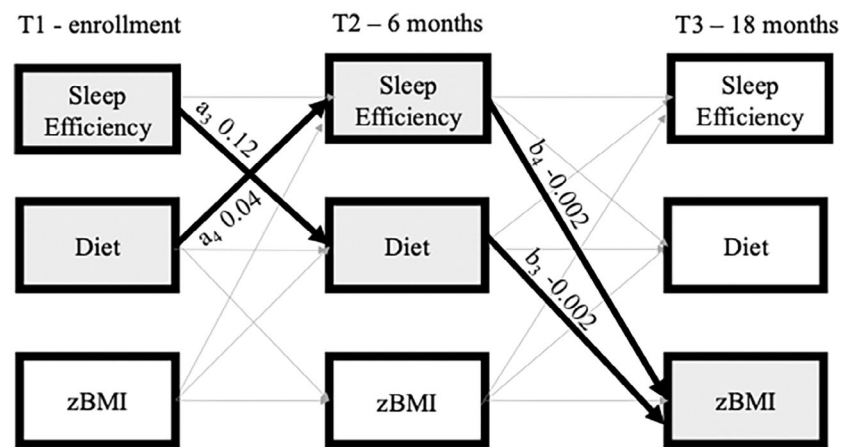 T1 - enrollment
T2 – 6 months
T3 – 18 months
Sleep
Efficiency
Sleep
Efficiency
Sleep
Efficiency
a3 0.12
a4 0.04
b4 -0.002
b3 -0.002
Diet
Diet
Diet
zBMI
zBMI
zBMI